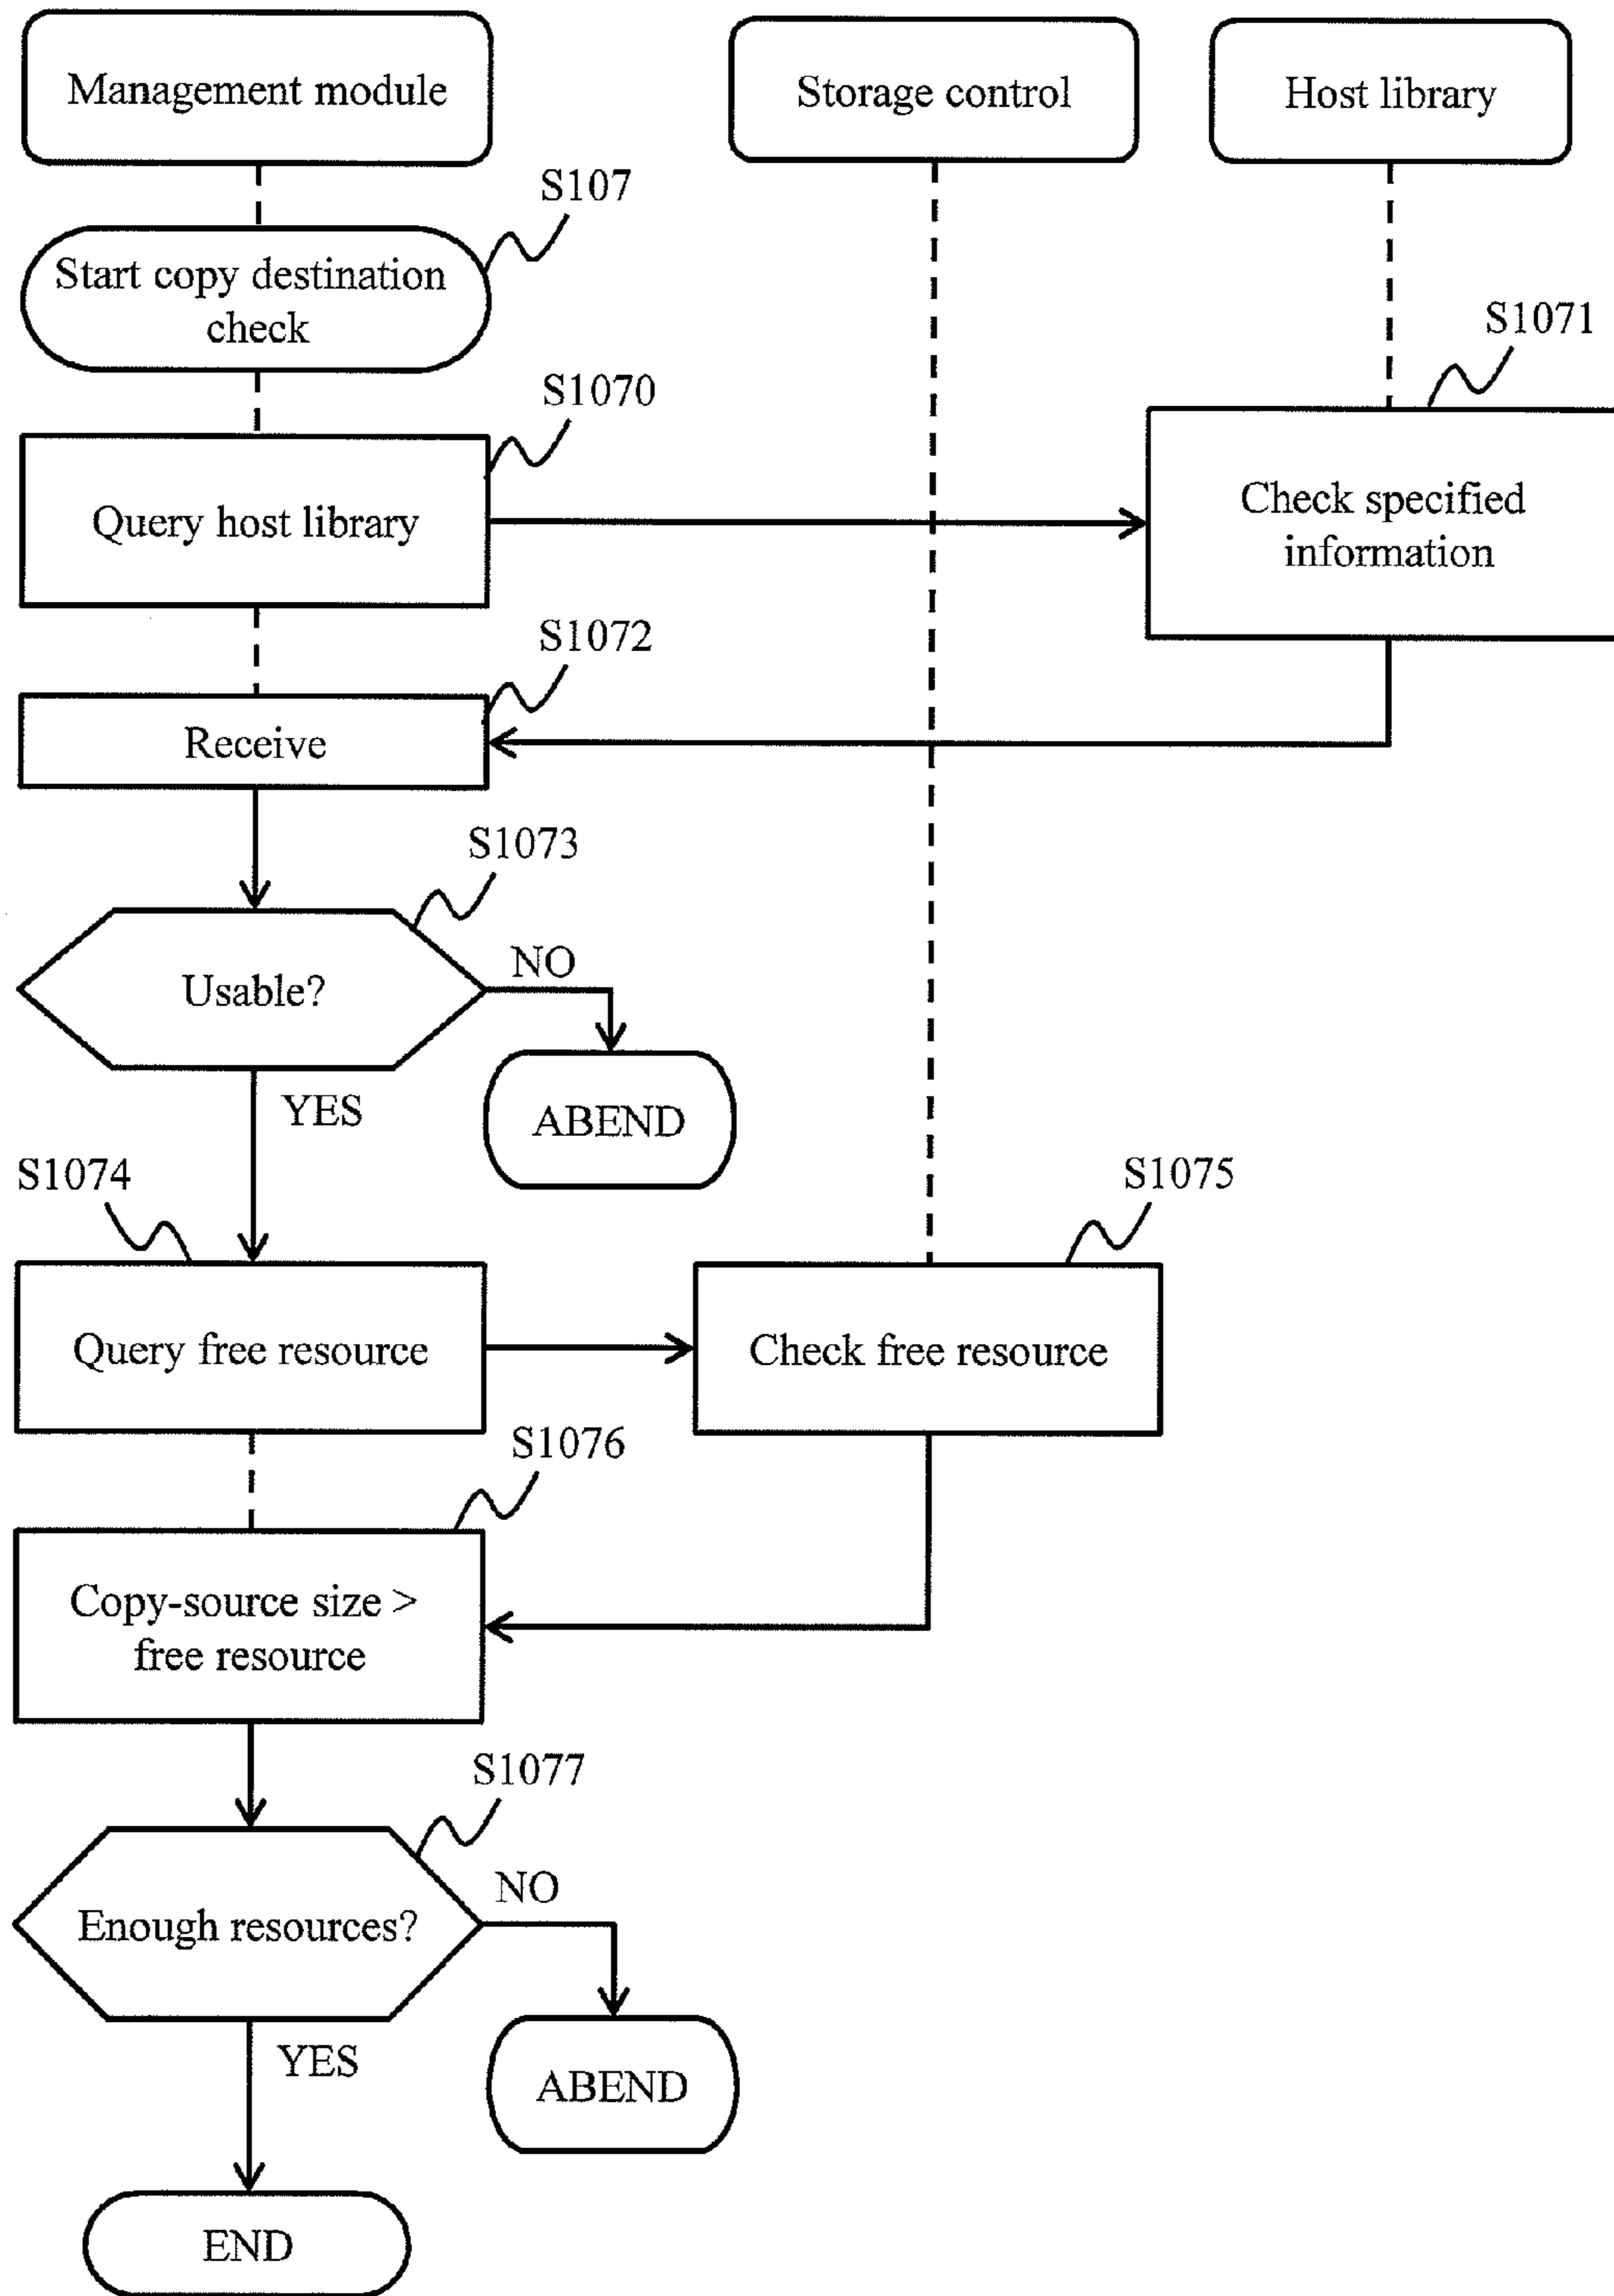 Management module
Storage control
Host library
S107
Start copy destination
check
S1071
S1070
Query host library
Check specified
information
S1072
Receive
S1073
Usable?
NO
YES
ABEND
S1074
S1075
Query free resource
Check free resource
S1076
Copy-source size >
free resource
S1077
Enough resources?
NO
YES
ABEND
END